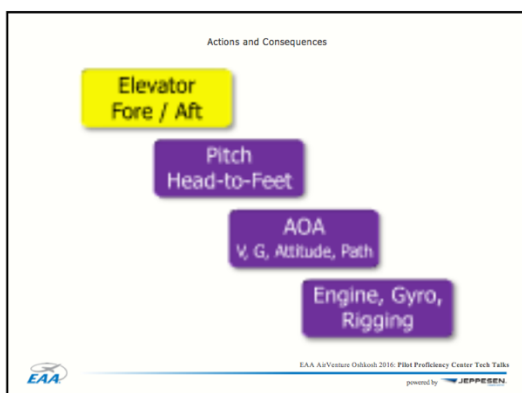 Actions and Consequences
Elevator
Fore / Aft
Pitch
Head-to-Feet
AOA
V, G, Attitude, Path
Engine, Gyro,
Rigging
EAA AirVenture Oshkosh 2016: Pilot Proficiency Center Tech Talks
EAA
powered by JEPPESEN